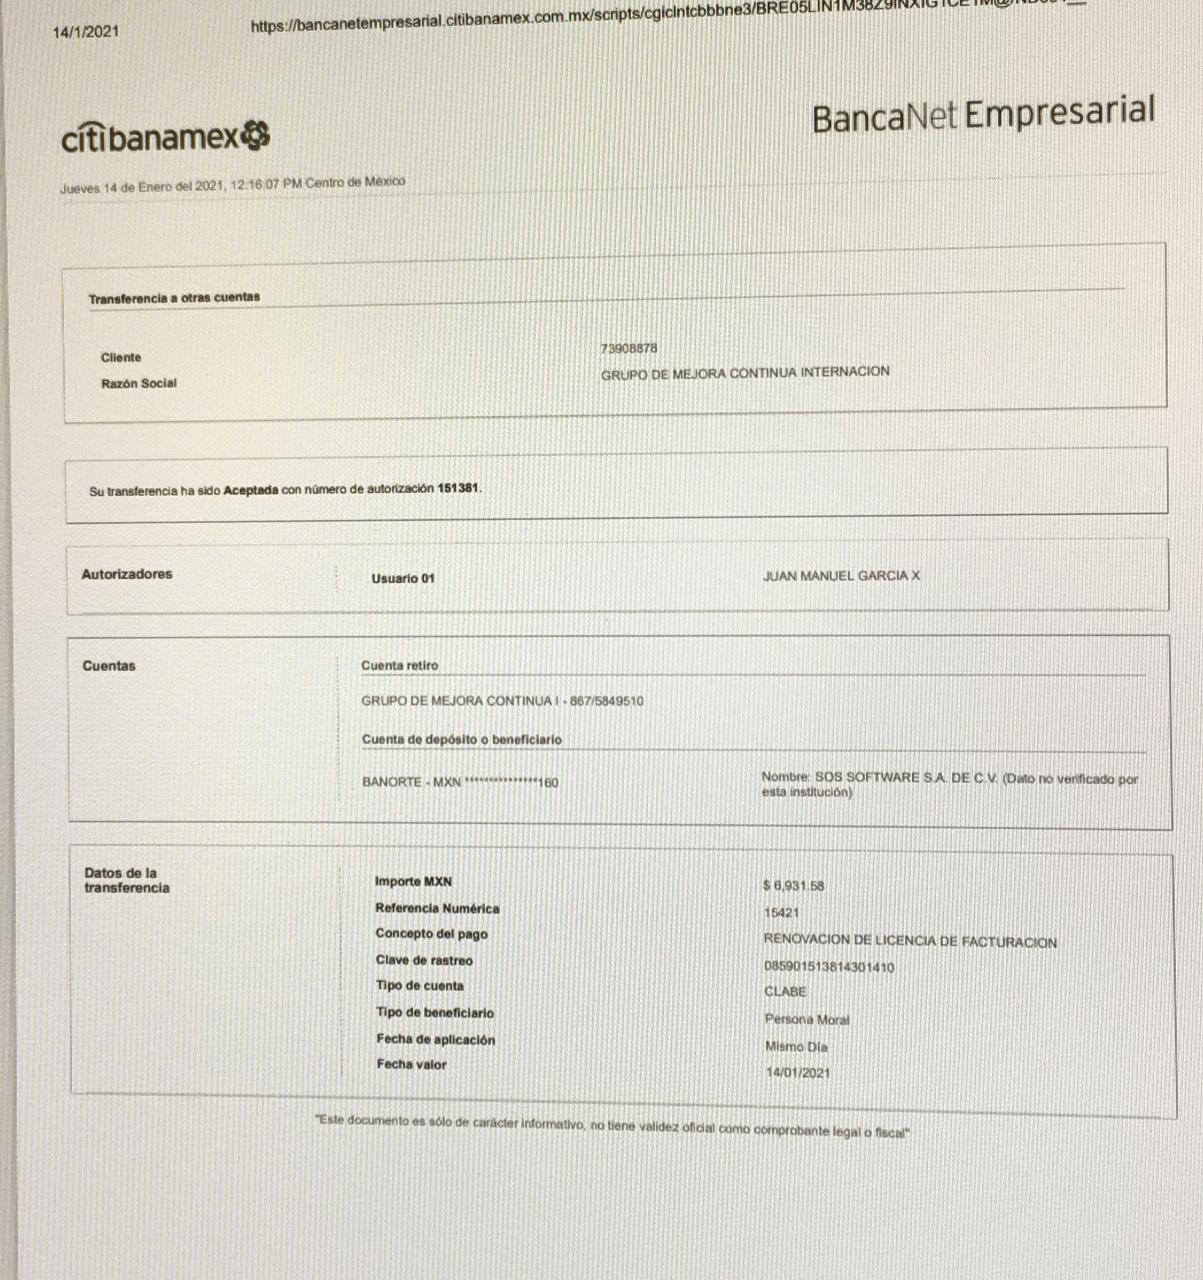 14/1/2021
https://bancanetempresarial.citibanamex.com.mx/scripts/cgiclntcbbbne3/
citibanamex
BancaNet Empresarial
Jueves 14 de Enero del 2021, 12:16:07 PM Centro de México
Transferencia a otras cuentas
Cliente 73908878
Razón Social GRUPO DE MEJORA CONTINUA INTERNACION
Su transferencia ha sido Aceptada con número de autorización 151381.
Autorizadores Usuario 01 JUAN MANUEL GARCIA X
Cuentas Cuenta retiro
GRUPO DE MEJORA CONTINUA I - 867/5849510
Cuenta de depósito o beneficiario
BANORTE - MXN ***************160 Nombre: SOS SOFTWARE S.A. DE C.V. (Dato no verificado por
esta institución)
Datos de la
transferencia
Importe MXN $ 6,931.58
Referencia Numérica 15421
Concepto del pago RENOVACION DE LICENCIA DE FACTURACION
Clave de rastreo 085901513814301410
Tipo de cuenta CLABE
Tipo de beneficiario Persona Moral
Fecha de aplicación Mismo Día
Fecha valor 14/01/2021
"Este documento es sólo de carácter informativo, no tiene validez oficial como comprobante legal o fiscal"